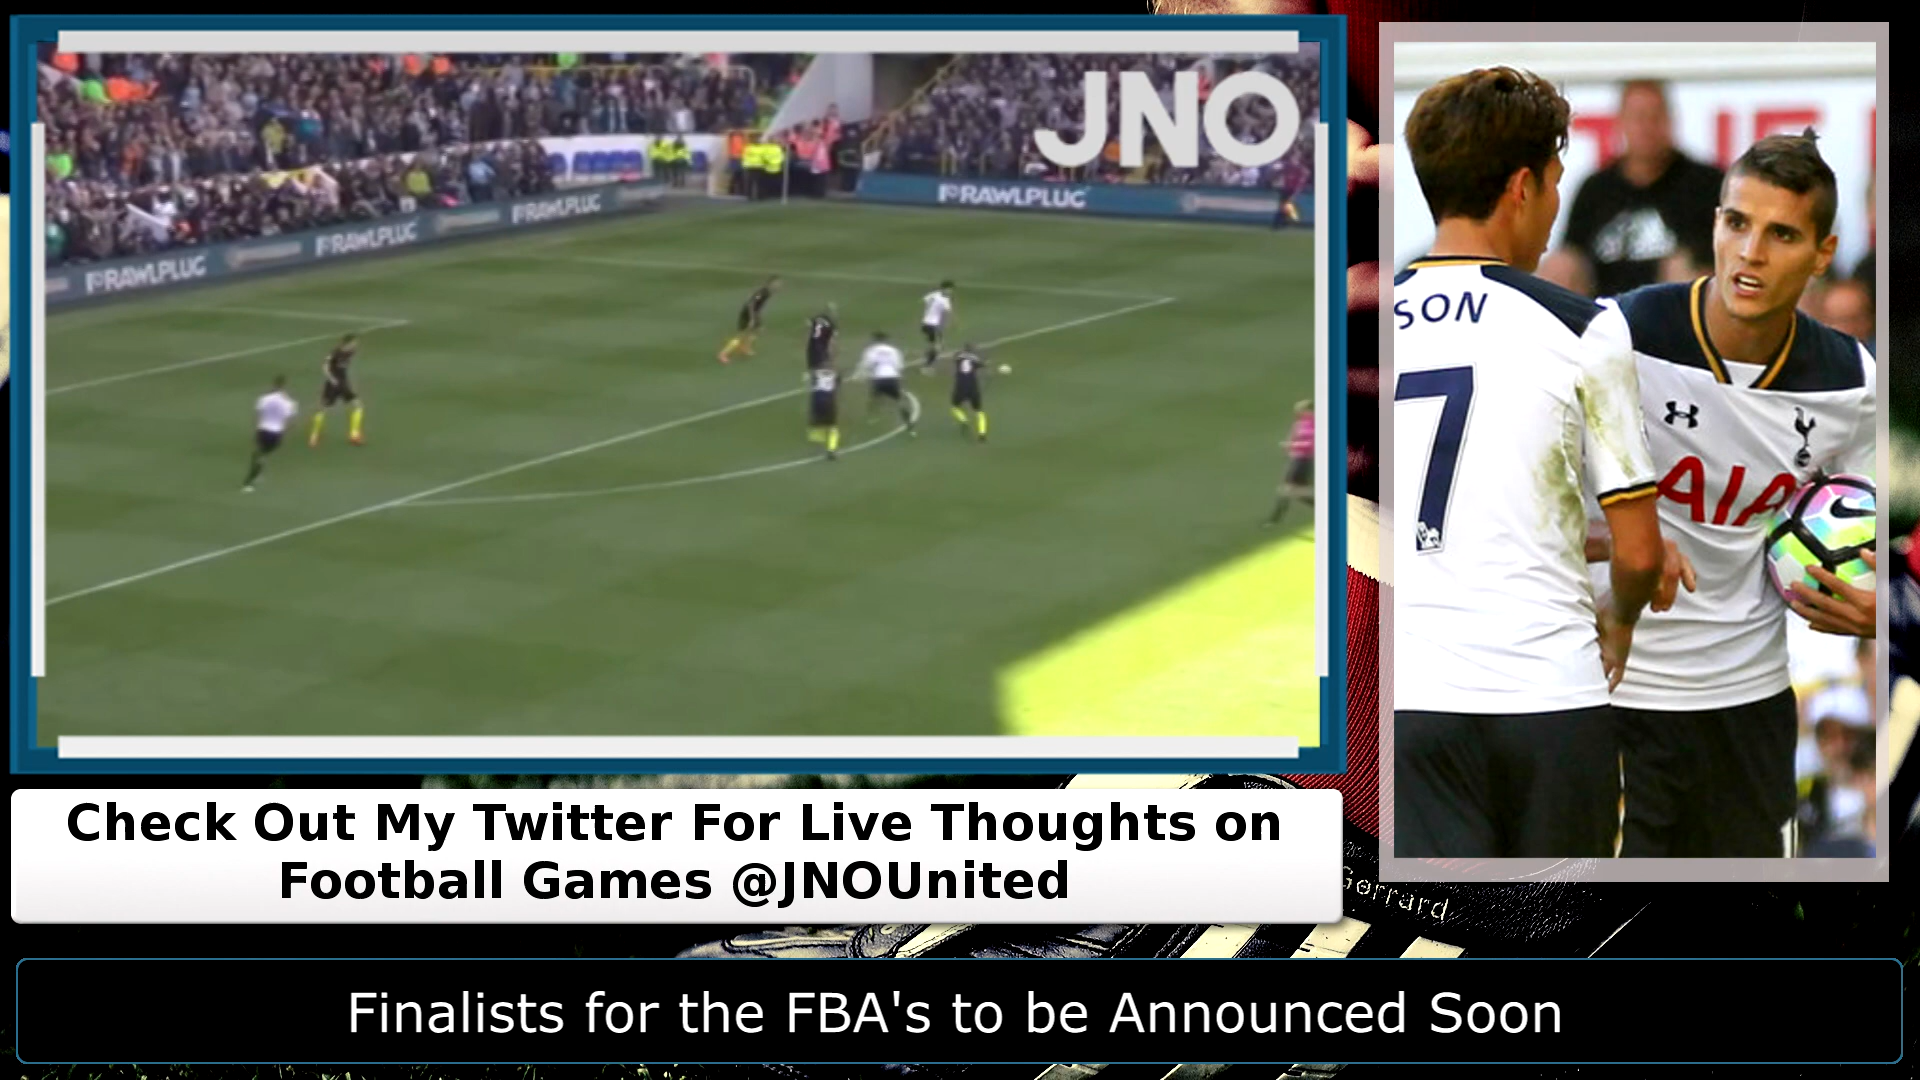 JNO
RAWLPLUG
RAWLPLUG
RAWLPLUG
RAWLPLUG
SON
7
AIA
Check Out My Twitter For Live Thoughts on
Football Games @JNOUnited
Gerrard
Finalists for the FBA's to be Announced Soon